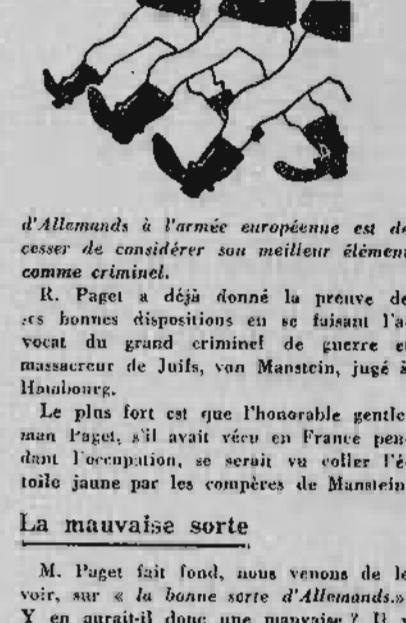 d'Allemands à l'armée européenne est de
cesser de considérer son meilleur élément
comme criminel.
R. Paget a déjà donné la preuve de
ses bonnes dispositions en se faisant l'a-
vocat du grand criminel de guerre et
massacreur de Juifs, von Manstein, jugé à
Hambourg.
Le plus fort est que l'honorable gentle-
man Paget, s'il avait vécu en France pen-
dant l'occupation, se serait vu coller l'é-
toile jaune par les compères de Manstein.
La mauvaise sorte
M. Paget fait fond, nous venons de le
voir, sur « la bonne sorte d'Allemands.»
Y en aurait-il donc une mauvaise ? Il